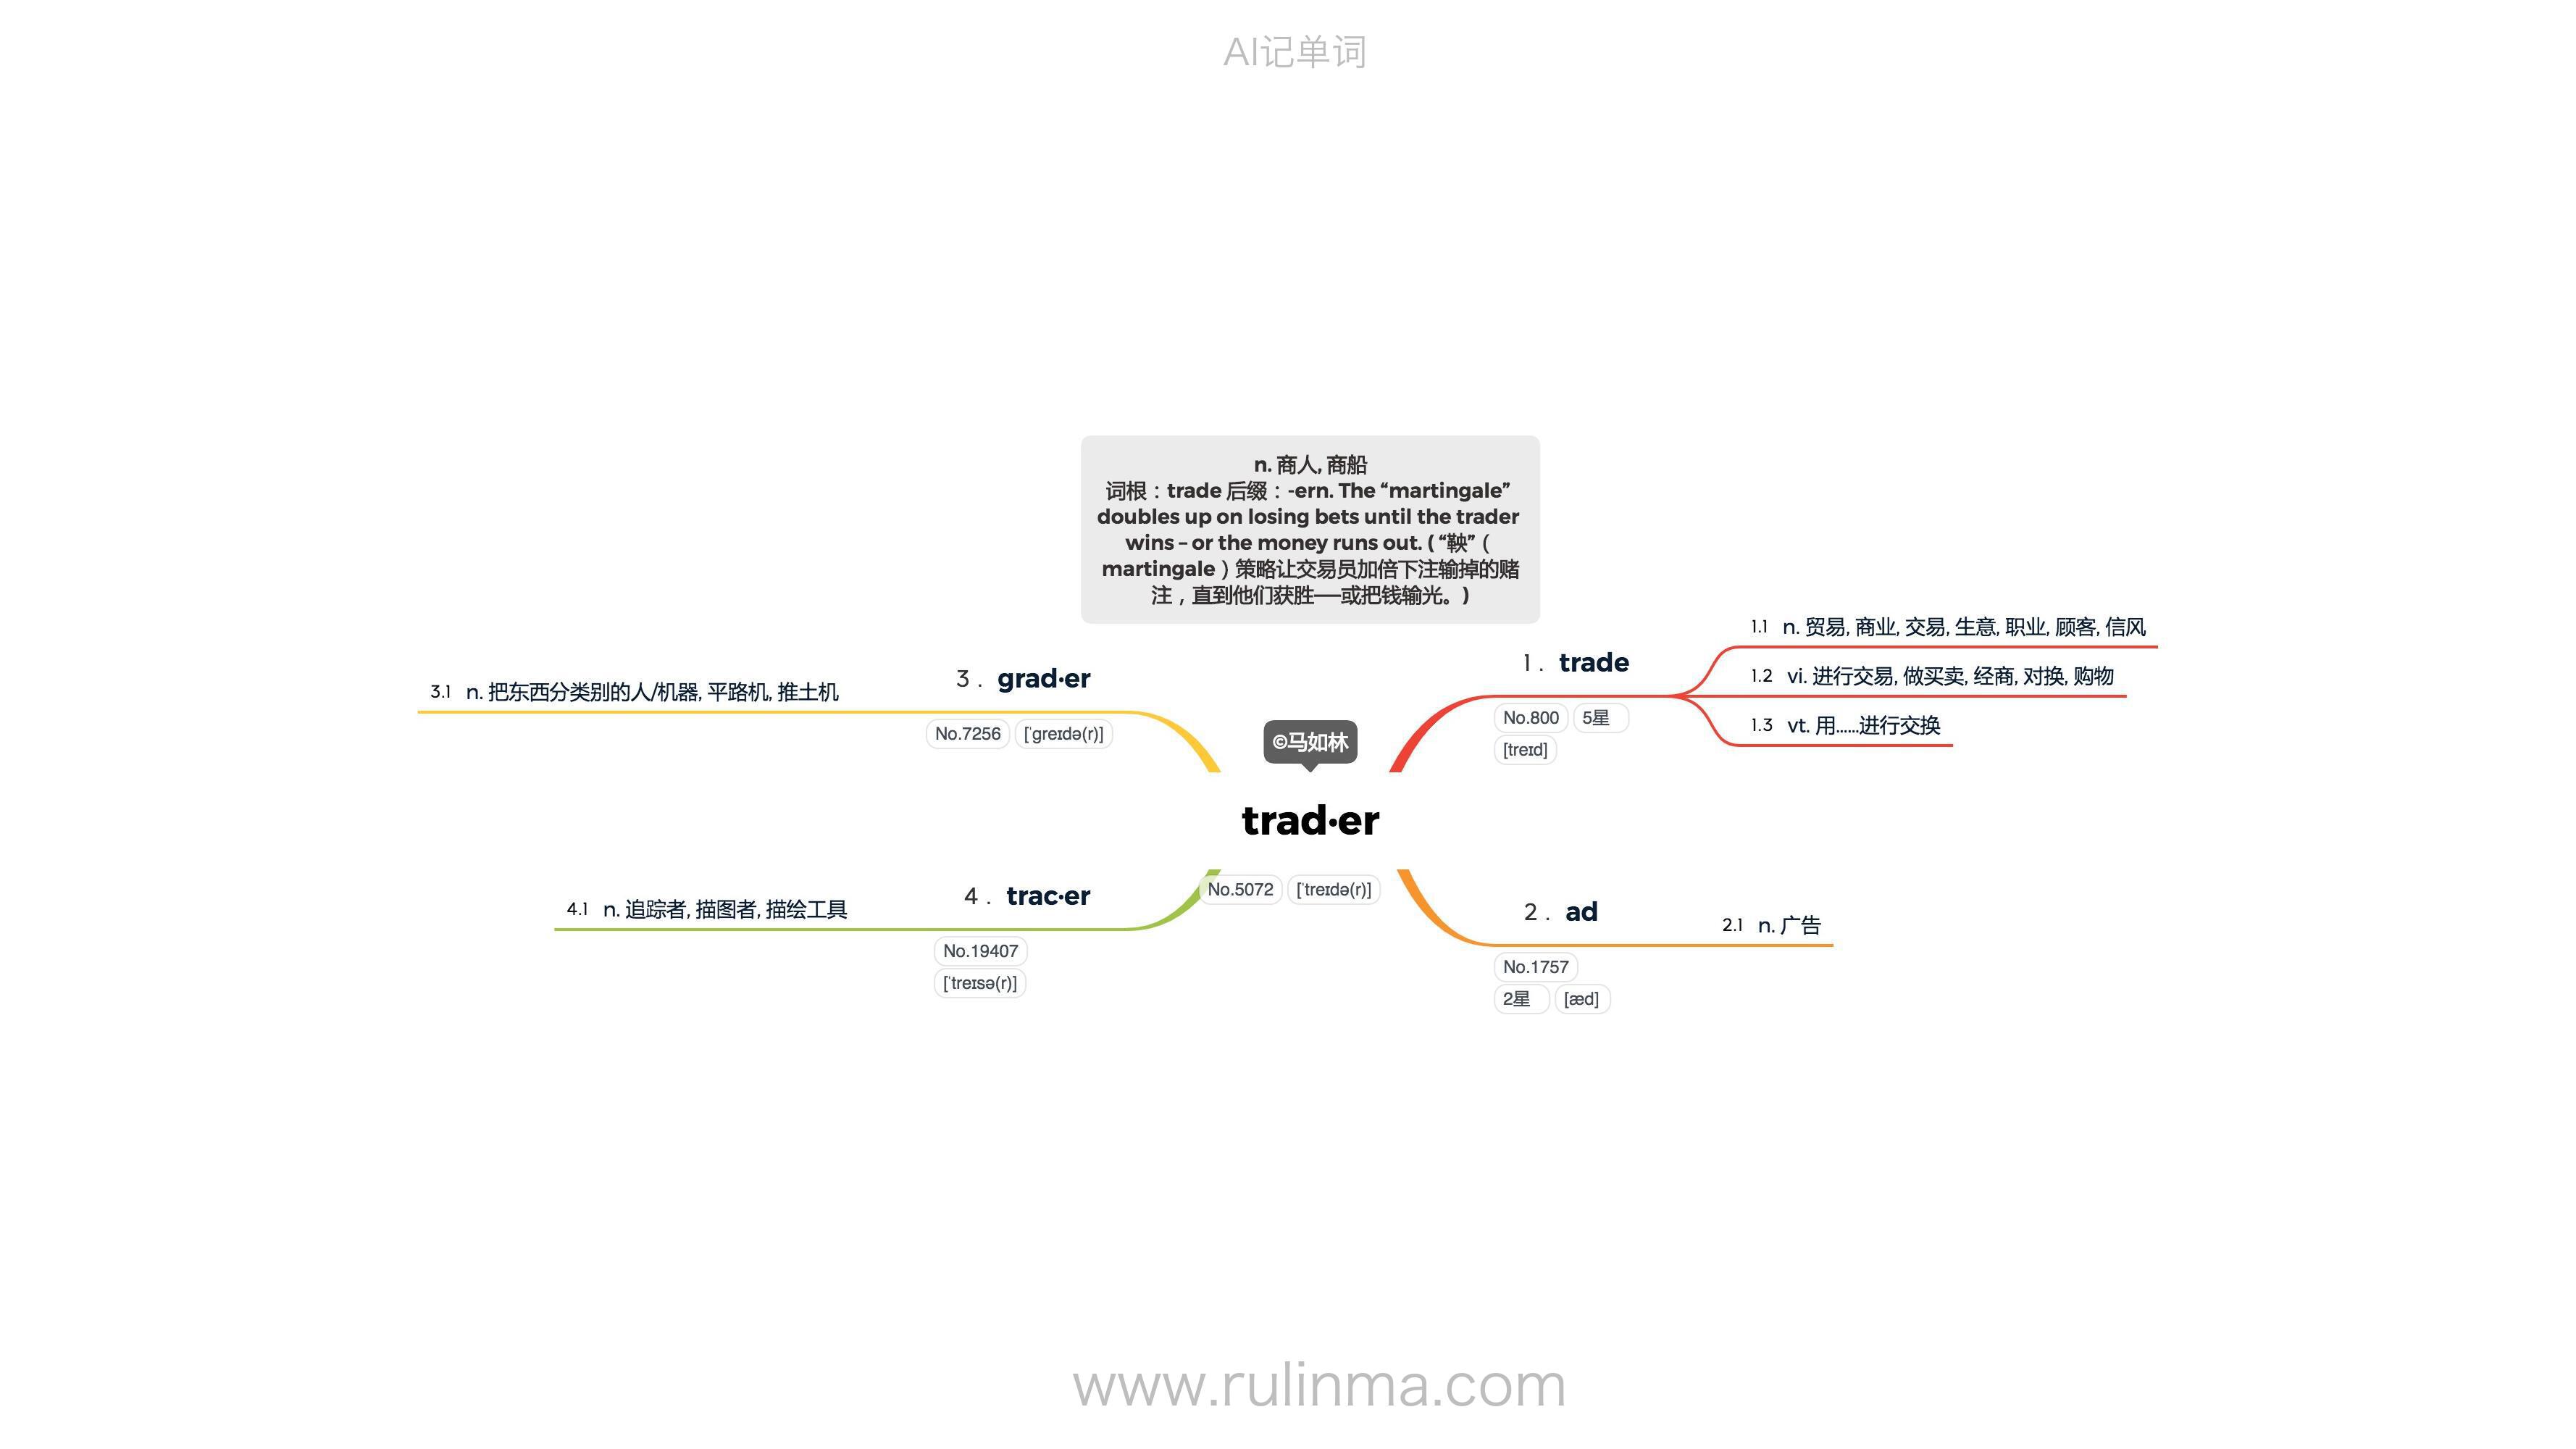 AI记单词
n. 商人, 商船
词根：trade 后缀：-ern. The “martingale”
doubles up on losing bets until the trader
wins – or the money runs out. ( “鞅”（
martingale ）策略让交易员加倍下注输掉的赌
注，直到他们获胜──或把钱输光。)
©马如林
trad·er
No.5072 [ˈtreɪdə(r)]
1. trade
No.800 5星
[treɪd]
1.1 n. 贸易, 商业, 交易, 生意, 职业, 顾客, 信风
1.2 vi. 进行交易, 做买卖, 经商, 对换, 购物
1.3 vt. 用……进行交换
2. ad
No.1757
2星 [æd]
2.1 n. 广告
3. grad·er
No.7256 [ˈɡreɪdə(r)]
3.1 n. 把东西分类别的人/机器, 平路机, 推土机
4. trac·er
No.19407
[ˈtreɪsə(r)]
4.1 n. 追踪者, 描图者, 描绘工具
www.rulinma.com